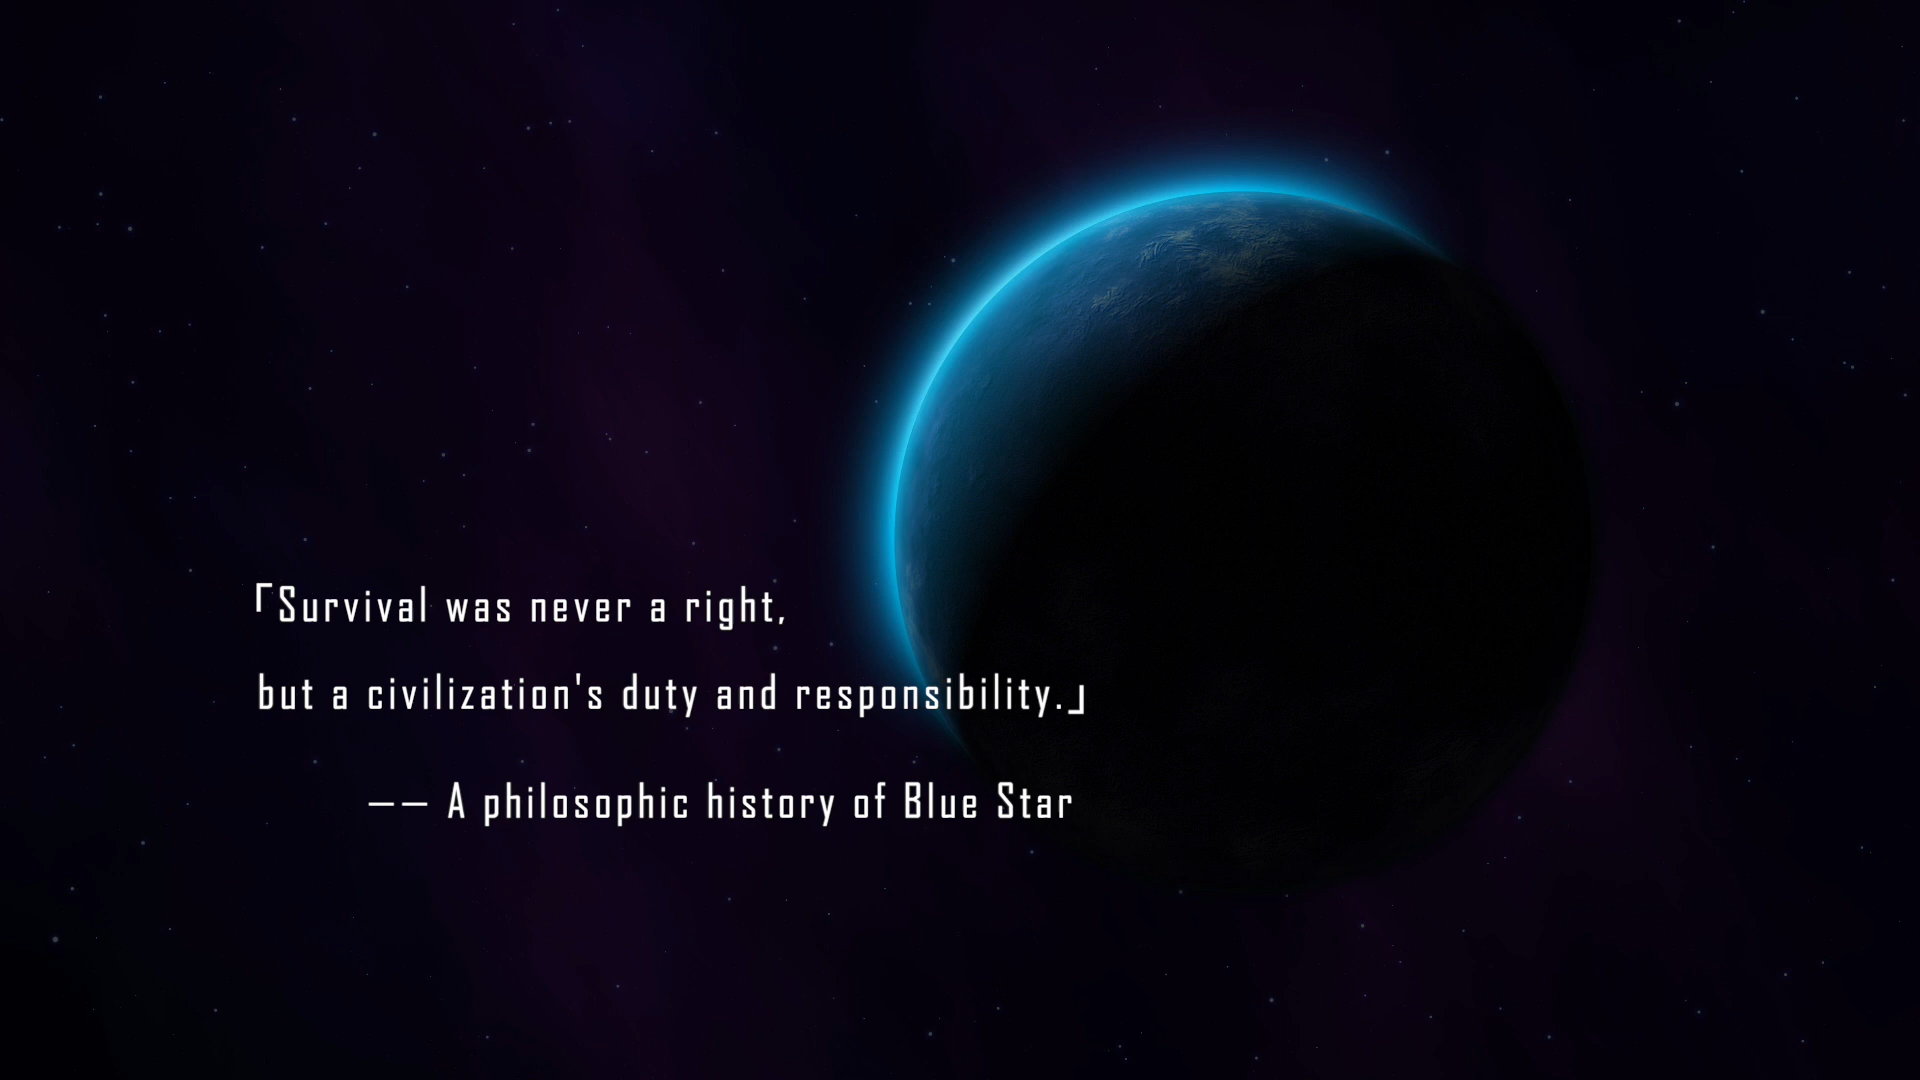 「Survival was never a right,
but a civilization's duty and responsibility.」
—— A philosophic history of Blue Star